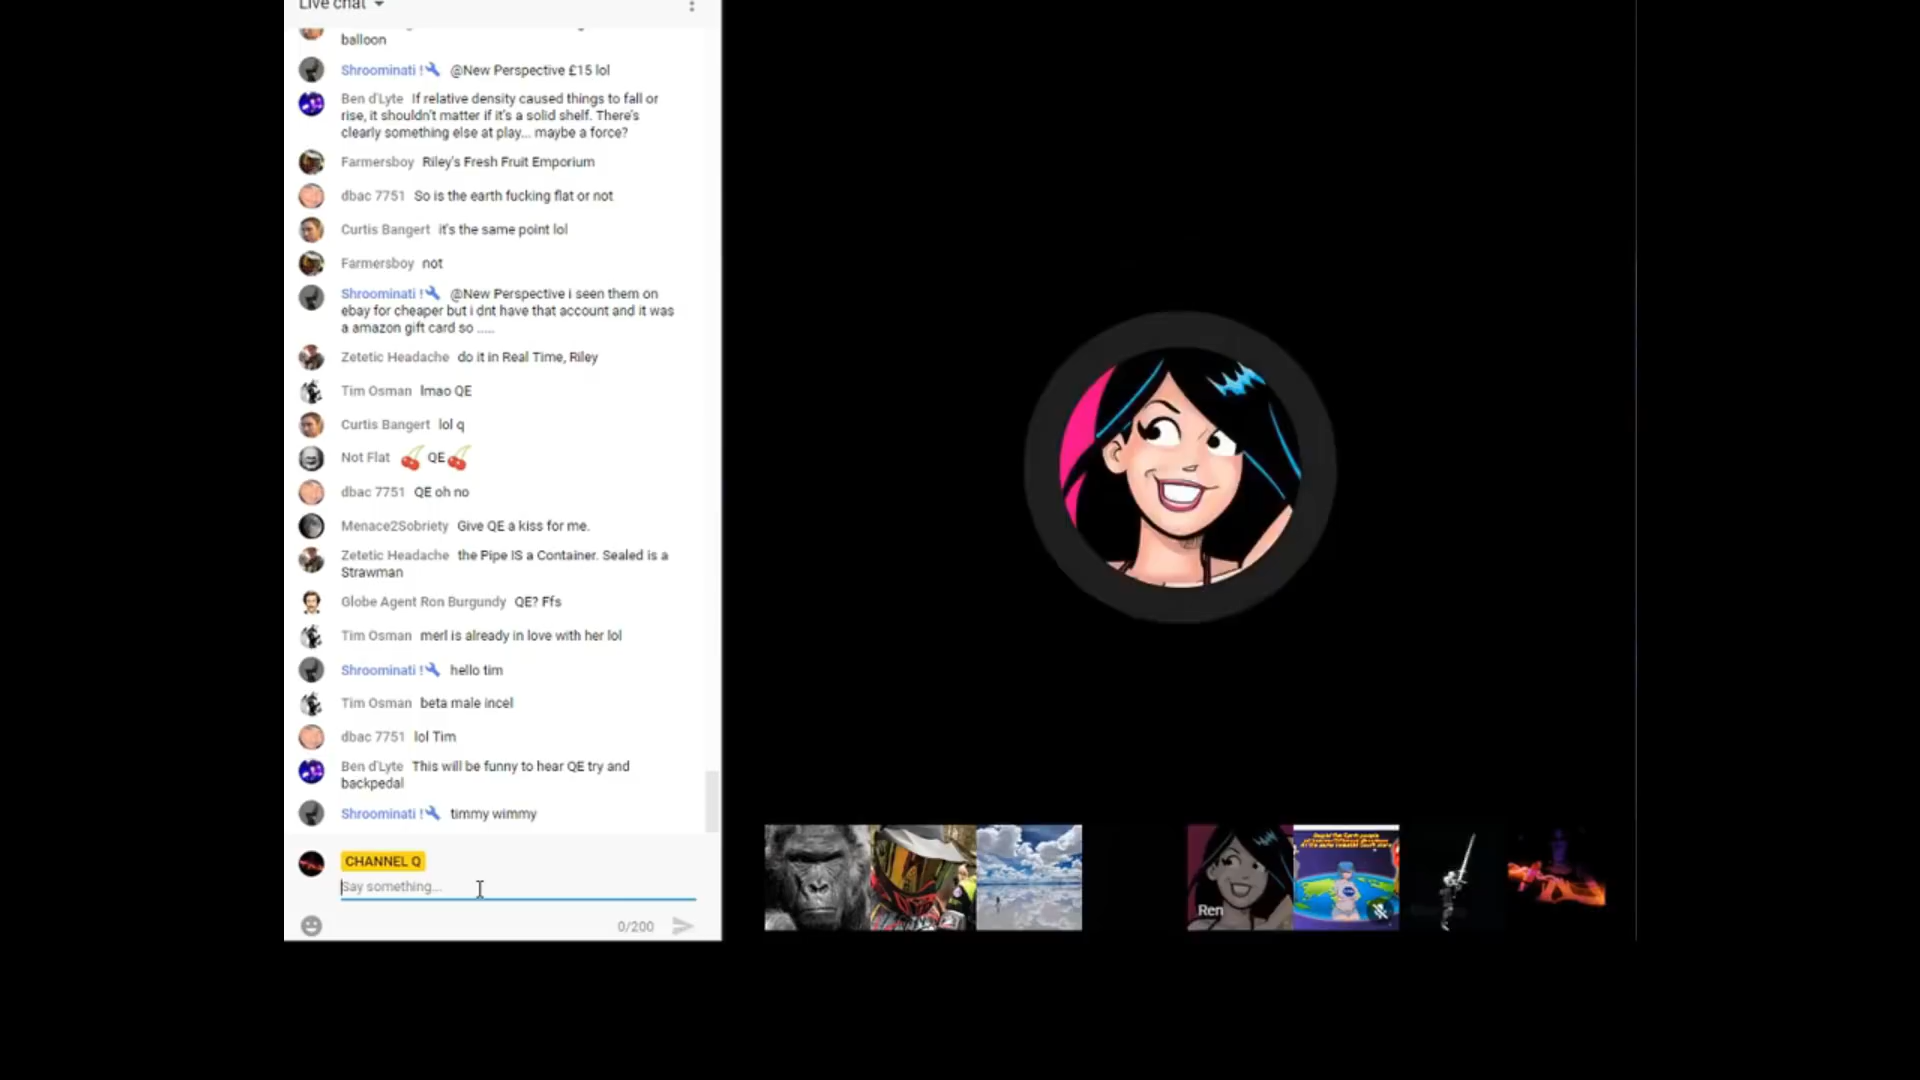 Live chat
balloon
Shroominati ! @New Perspective £15 lol
Ben d'Lyte If relative density caused things to fall or
rise, it shouldn't matter if it's a solid shelf. There's
clearly something else at play... maybe a force?
Farmersboy Riley's Fresh Fruit Emporium
dbac 7751 So is the earth fucking flat or not
Curtis Bangert it's the same point lol
Farmersboy not
Shroominati ! @New Perspective i seen them on
ebay for cheaper but i dnt have that account and it was
a amazon gift card so .....
Zetetic Headache do it in Real Time, Riley
Tim Osman lmao QE
Curtis Bangert lol q
Not Flat 🍒 QE🍒
dbac 7751 QE oh no
Menace2Sobriety Give QE a kiss for me.
Zetetic Headache the Pipe IS a Container. Sealed is a
Strawman
Globe Agent Ron Burgundy QE? Ffs
Tim Osman merl is already in love with her lol
Shroominati ! hello tim
Tim Osman beta male incel
dbac 7751 lol Tim
Ben d'Lyte This will be funny to hear QE try and
backpedal
Shroominati ! timmy wimmy
CHANNEL Q
Say something...
0/200
Ren